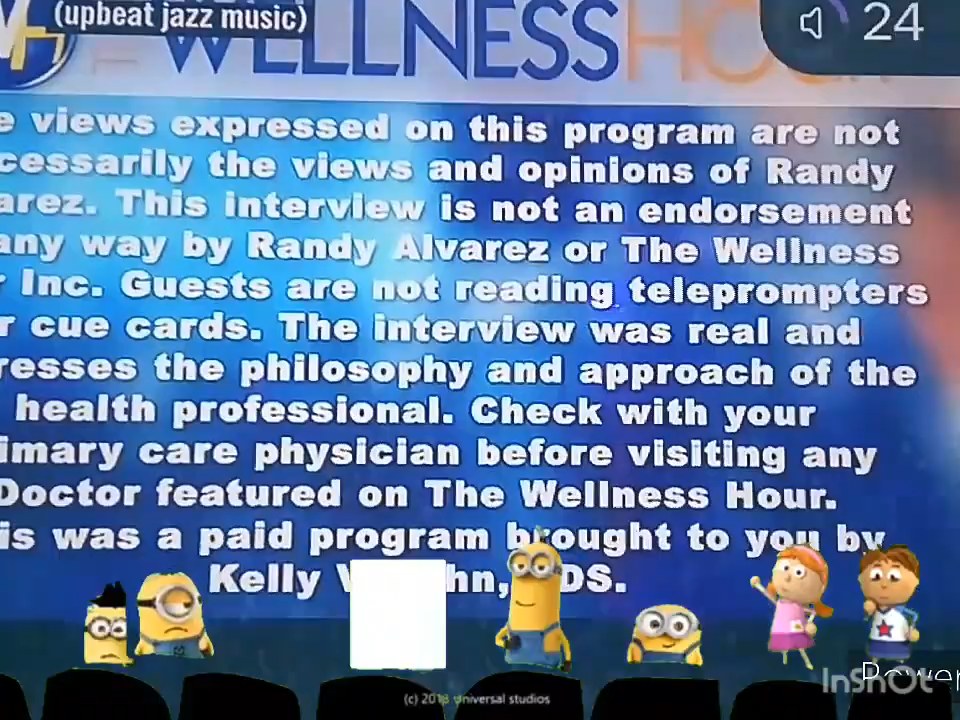 (upbeat jazz music)
24
WELLNESS HOUR
e views expressed on this program are not
cessarily the views and opinions of Randy
arez. This interview is not an endorsement
any way by Randy Alvarez or The Wellness
r Inc. Guests are not reading teleprompters
r cue cards. The interview was real and
resses the philosophy and approach of the
health professional. Check with your
imary care physician before visiting any
Doctor featured on The Wellness Hour.
is was a paid program brought to you by
Kelly hn, DS.
Power
InShOt
(c) 2018 universal studios